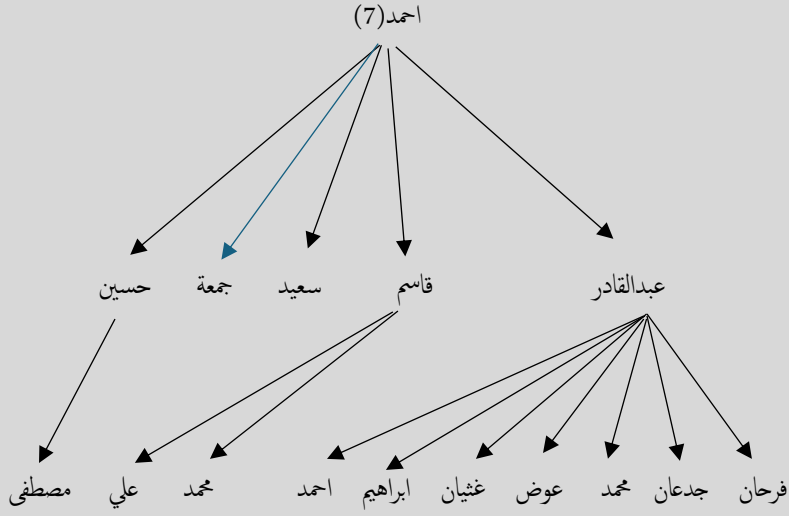 احمد(7)
عبدالقادر قاسم سعيد جمعة حسين
فرحان جدعان محمد عوض غثيان ابراهيم احمد محمد علي مصطفى